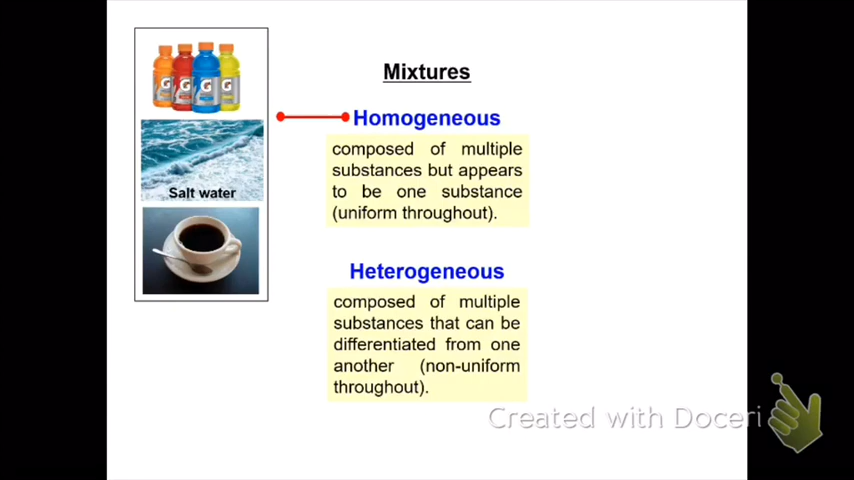 Mixtures
Homogeneous
composed of multiple
substances but appears
to be one substance
(uniform throughout).
Salt water
Heterogeneous
composed of multiple
substances that can be
differentiated from one
another (non-uniform
throughout).
Created with Doceri